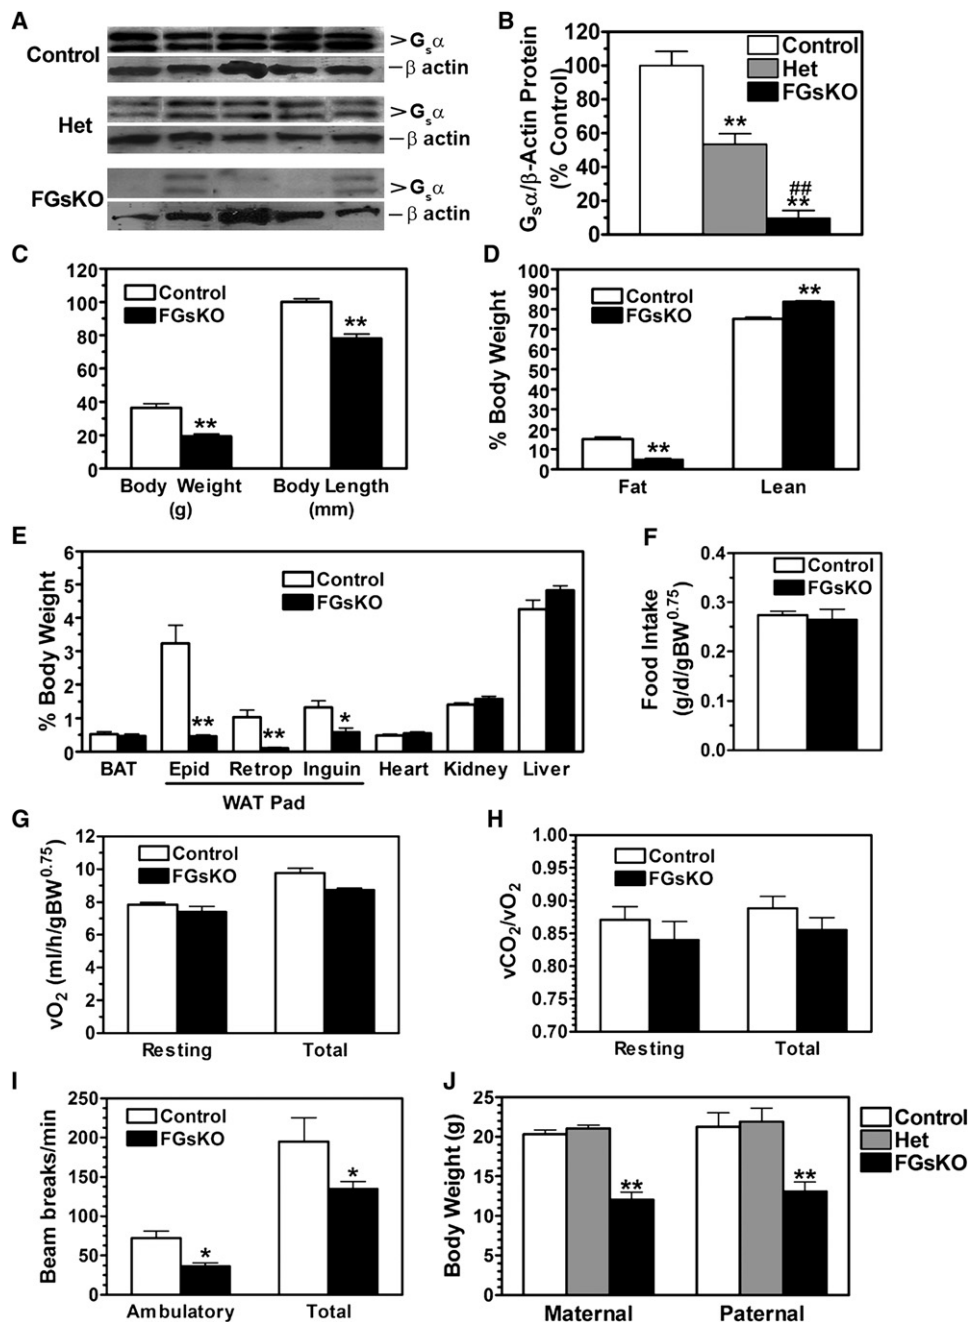 A
Control
> Gsα
– β actin
Het
> Gsα
– β actin
FGsKO
> Gsα
– β actin
B
Gsα/β-Actin Protein
(% Control)
120
100
80
60
40
20
0
Control
Het
FGsKO
**
##
**
C
120
100
80
60
40
20
0
Control
FGsKO
**
**
Body Weight
(g)
Body Length
(mm)
D
% Body Weight
100
90
80
70
60
50
40
30
20
10
0
Control
FGsKO
**
**
Fat
Lean
E
% Body Weight
6
5
4
3
2
1
0
Control
FGsKO
**
**
*
BAT
Epid
Retrop
Inguin
Heart
Kidney
Liver
WAT Pad
F
Food Intake
(g/d/gBW0.75)
0.4
0.3
0.2
0.1
0.0
Control
FGsKO
G
vO2 (ml/h/gBW0.75)
12
10
8
6
4
2
0
Control
FGsKO
Resting
Total
H
vCO2/vO2
1.00
0.95
0.90
0.85
0.80
0.75
0.70
Control
FGsKO
Resting
Total
I
Beam breaks/min
250
200
150
100
50
0
Control
FGsKO
*
*
Ambulatory
Total
J
Body Weight (g)
25
20
15
10
5
0
**
**
Control
Het
FGsKO
Maternal
Paternal